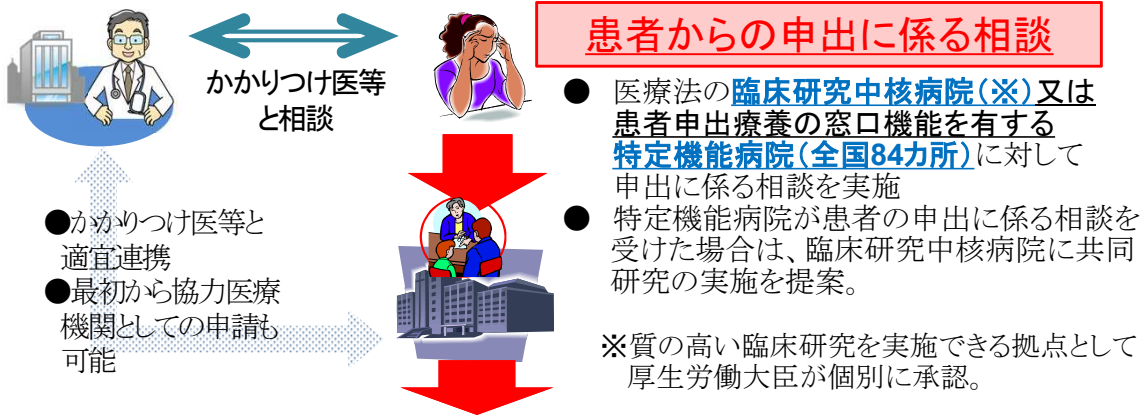 患者からの申出に係る相談
かかりつけ医等
と相談
● 医療法の臨床研究中核病院(※)又は
患者申出療養の窓口機能を有する
特定機能病院(全国84カ所)に対して
申出に係る相談を実施
● 特定機能病院が患者の申出に係る相談を
受けた場合は、臨床研究中核病院に共同
研究の実施を提案。
※質の高い臨床研究を実施できる拠点として
厚生労働大臣が個別に承認。
●かかりつけ医等と
適宜連携
●最初から協力医療
機関としての申請も
可能